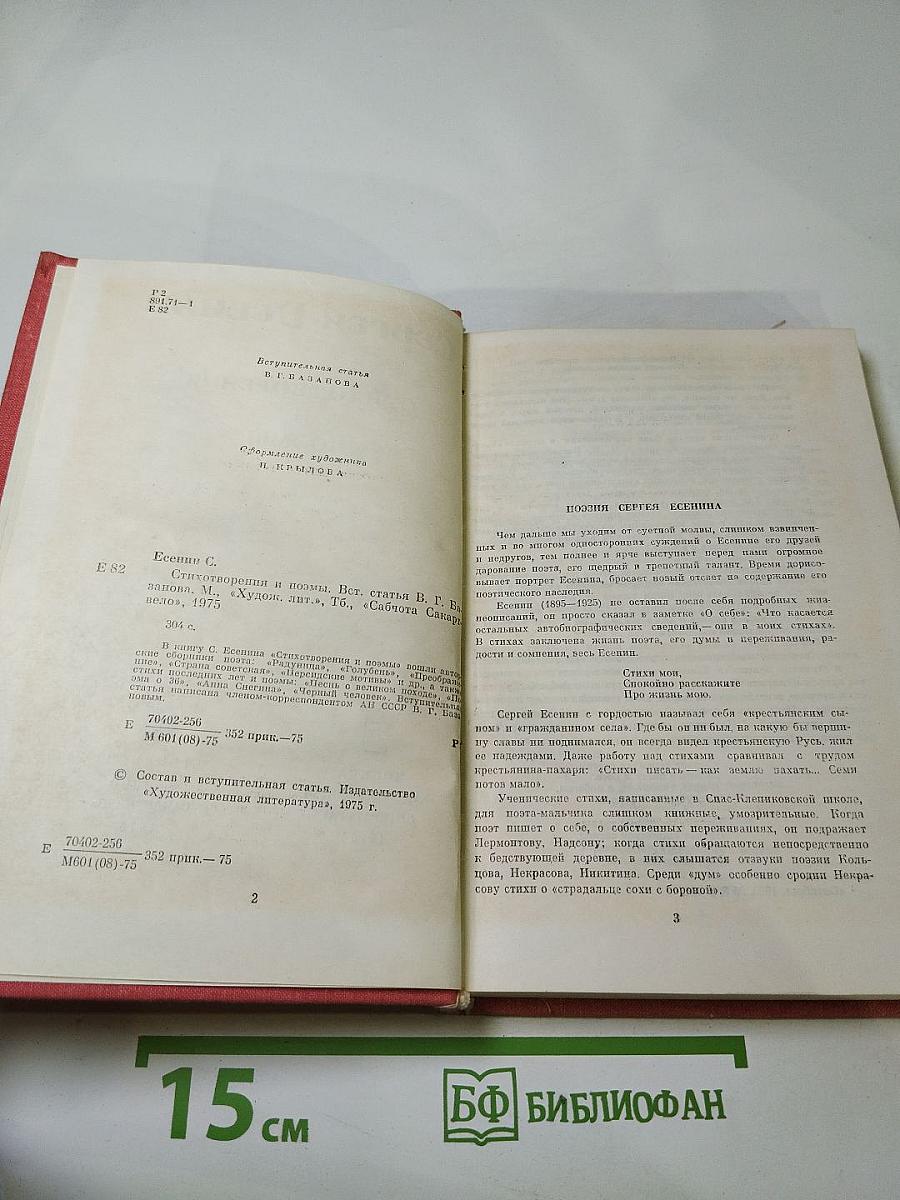 Р 2
891.71—1
Е 82
Вступительная статья
В. Г. БАЗАНОВА
Оформление художника
Н. КРЫЛОВА
Есенин С.
Е 82
Стихотворения и поэмы. Вст. статья В. Г. Ба-
занова. М., «Худож. лит.», Тб., «Сабчота Сакарт-
вело», 1975
304 с.
В книгу С. Есенина «Стихотворения и поэмы» вошли автор-
ские сборники поэта: «Радуница», «Голубень», «Преображе-
ние», «Страна советская», «Персидские мотивы» и др., а также
стихи последних лет и поэмы: «Песнь о великом походе», «По-
эма о 36», «Анна Снегина», «Черный человек». Вступительная
статья написана членом-корреспондентом АН СССР В. Г. База-
новым.
Е 70402-256
М 601(08)-75 352 прик.—75
Р
© Состав и вступительная статья. Издательство
«Художественная литература», 1975 г.
Е 70402-256
М601(08)-75 352 прик.— 75
2
ПОЭЗИЯ СЕРГЕЯ ЕСЕНИНА
Чем дальше мы уходим от суетной молвы, слишком взвинчен-
ных и во многом односторонних суждений о Есенине его друзей
и недругов, тем полнее и ярче выступает перед нами огромное
дарование поэта, его щедрый и трепетный талант. Время дорисо-
вывает портрет Есенина, бросает новый отсвет на содержание его
поэтического наследия.
Есенин (1895—1925) не оставил после себя подробных жиз-
неописаний, он просто сказал в заметке «О себе»: «Что касается
остальных автобиографических сведений,— они в моих стихах».
В стихах заключена жизнь поэта, его думы и переживания, ра-
дости и сомнения, весь Есенин.
Стихи мои,
Спокойно расскажите
Про жизнь мою.
Сергей Есенин с гордостью называл себя «крестьянским сы-
ном» и «гражданином села». Где бы он ни был, на какую бы верши-
ну славы ни поднимался, он всегда видел крестьянскую Русь, жил
ее надеждами. Даже работу над стихами сравнивал с трудом
крестьянина-пахаря: «Стихи писать — как землю пахать... Семи
потов мало».
Ученические стихи, написанные в Спас-Клепиковской школе,
для поэта-мальчика слишком книжные, умозрительные. Когда
поэт пишет о себе, о собственных переживаниях, он подражает
Лермонтову, Надсону; когда стихи обращаются непосредственно
к бедствующей деревне, в них слышатся отзвуки поэзии Коль-
цова, Некрасова, Никитина. Среди «дум» особенно сродни Некра-
сову стихи о «страдальце сохи с бороной».
3
15 см
БФ БИБЛИОФАН